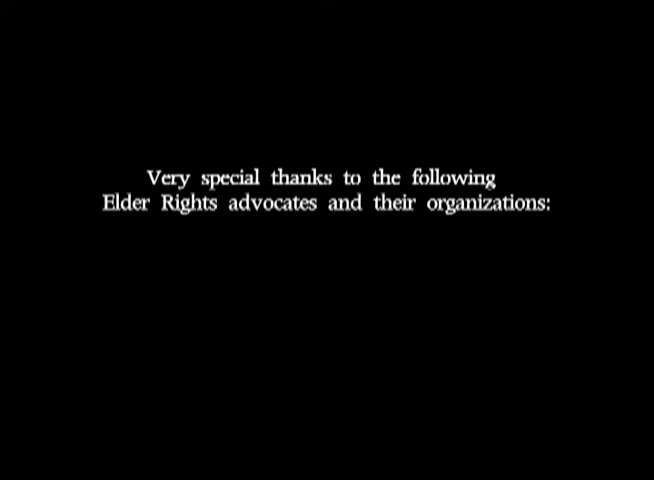 Very special thanks to the following
Elder Rights advocates and their organizations: